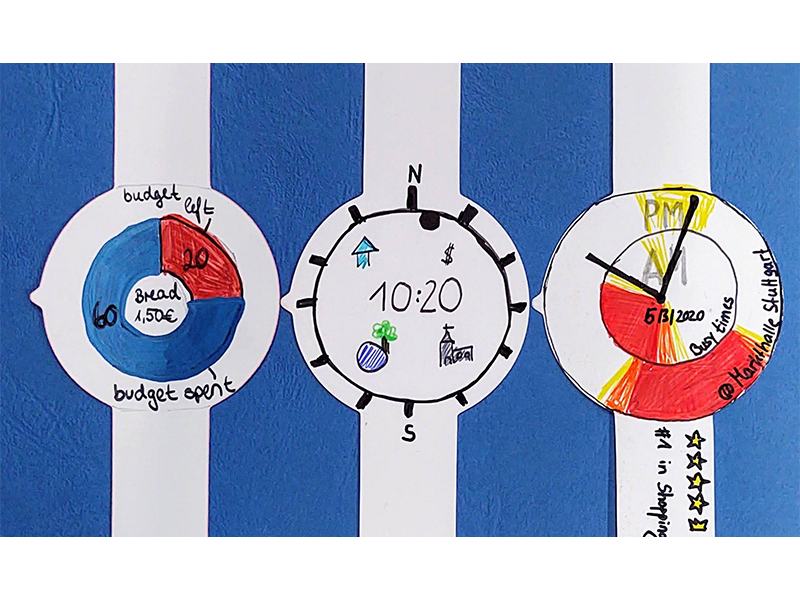 budget
left
20
Bread
1,50€
60
budget spent
N
$
10:20
S
PM
AM
5/3/2020
Busy times
@ Markthalle Stuttgart
#1 in Shopping